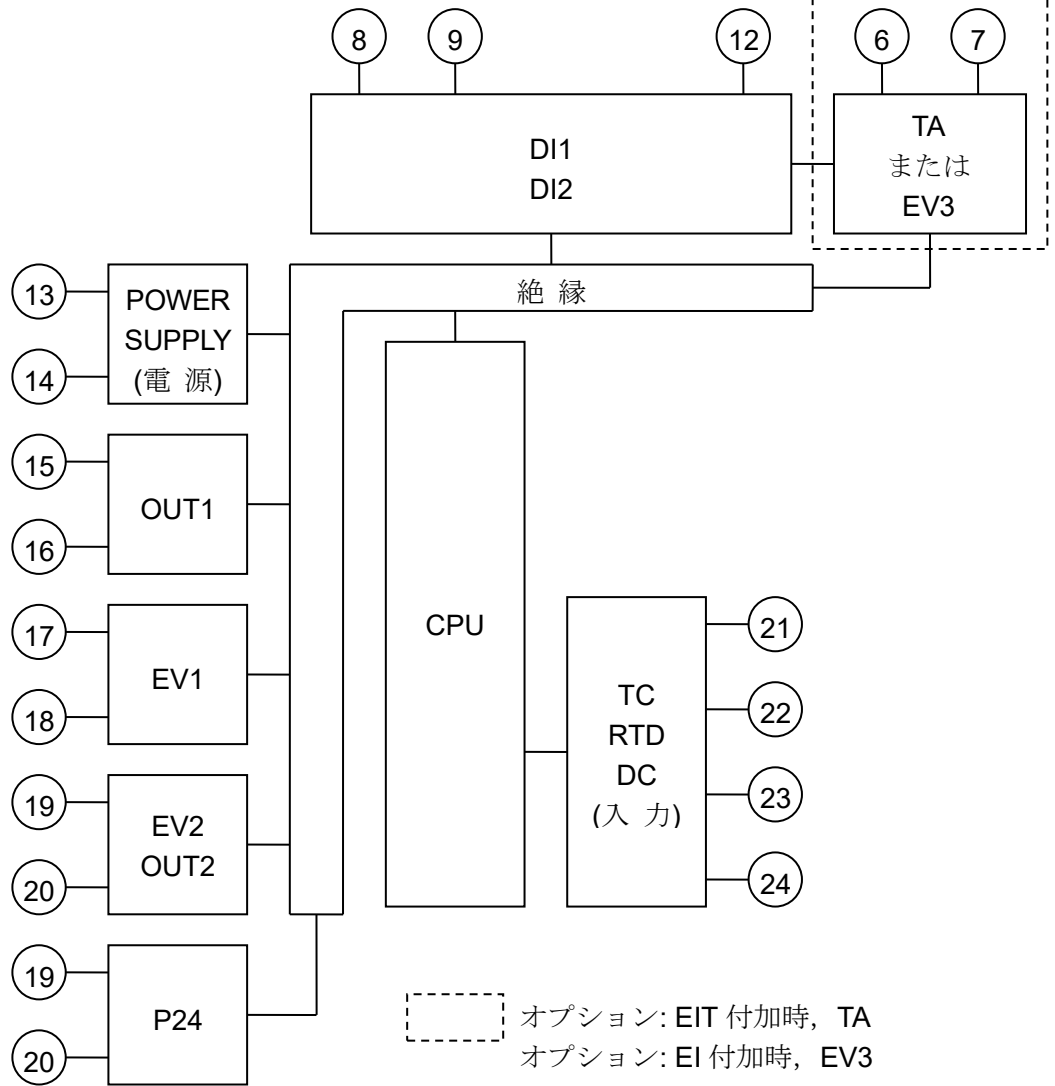 8
9
12
6
7
DI1
DI2
TA
または
EV3
絶 縁
13
14
POWER
SUPPLY
(電 源)
15
16
OUT1
17
18
EV1
19
20
EV2
OUT2
19
20
P24
CPU
TC
RTD
DC
(入 力)
21
22
23
24
オプション: EIT 付加時, TA
オプション: EI 付加時, EV3